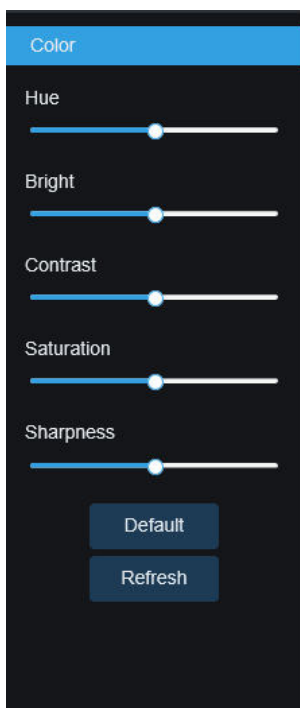 Color
Hue
Bright
Contrast
Saturation
Sharpness
Default
Refresh